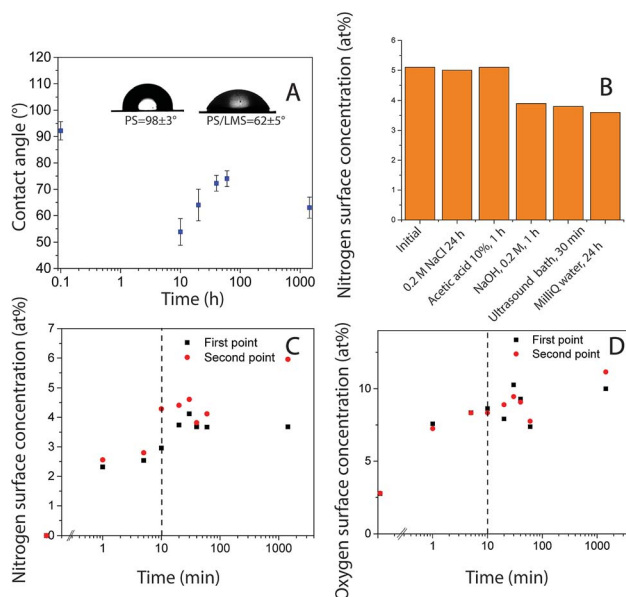 A
120
110
100
90
80
70
60
50
40
Contact angle (°)
PS=98±3°
PS/LMS=62±5°
0.1
1
10
100
1000
Time (h)
B
6
5
4
3
2
1
0
Nitrogen surface concentration (at%)
Initial
0.2 M NaCl 24 h
Acetic acid 10%, 1 h
NaOH, 0.2 M, 1 h
Ultrasound bath, 30 min
MilliQ water, 24 h
C
7
6
5
4
3
2
1
0
Nitrogen surface concentration (at%)
First point
Second point
1
10
100
1000
Time (min)
D
10
5
0
Oxygen surface concentration (at%)
First point
Second point
1
10
100
1000
Time (min)